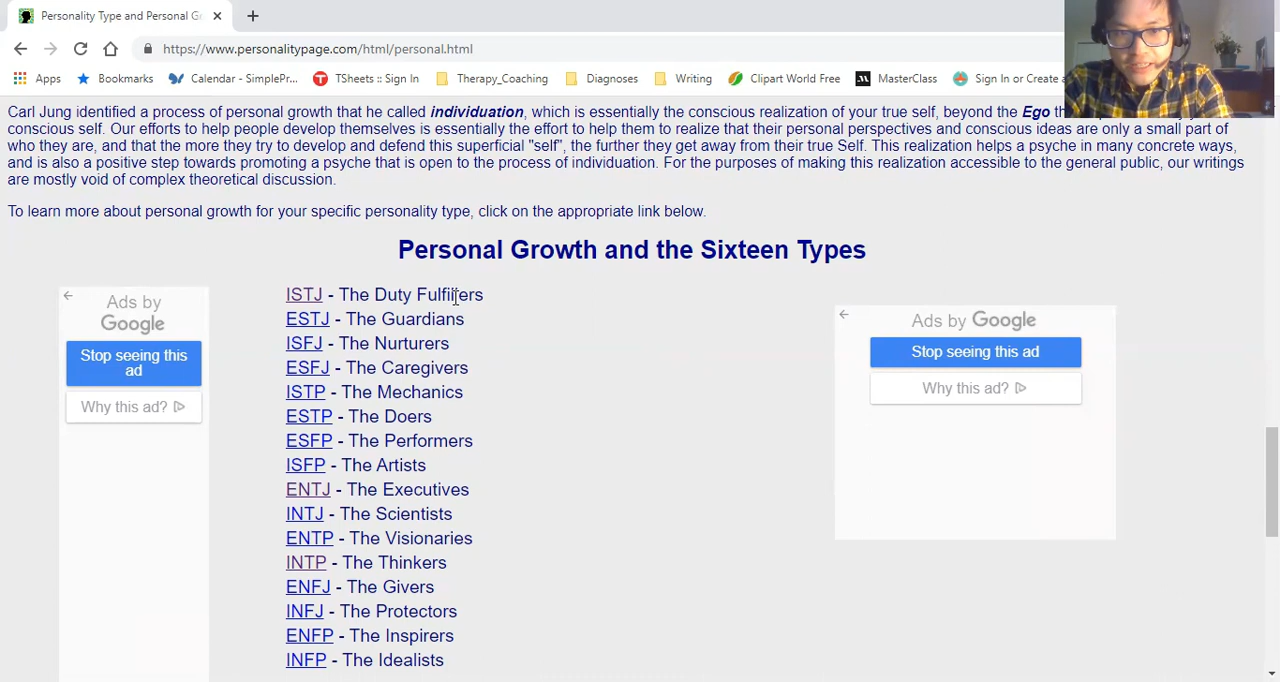 Personality Type and Personal G
https://www.personalitypage.com/html/personal.html
Apps Bookmarks Calendar - SimplePr... TSheets :: Sign In Therapy_Coaching Diagnoses Writing Clipart World Free MasterClass Sign In or Create a
Carl Jung identified a process of personal growth that he called individuation, which is essentially the conscious realization of your true self, beyond the Ego
conscious self. Our efforts to help people develop themselves is essentially the effort to help them to realize that their personal perspectives and conscious ideas are only a small part of
who they are, and that the more they try to develop and defend this superficial "self", the further they get away from their true Self. This realization helps a psyche in many concrete ways,
and is also a positive step towards promoting a psyche that is open to the process of individuation. For the purposes of making this realization accessible to the general public, our writings
are mostly void of complex theoretical discussion.
To learn more about personal growth for your specific personality type, click on the appropriate link below.
Personal Growth and the Sixteen Types
Ads by
Google
Stop seeing this
ad
Why this ad?
ISTJ - The Duty Fulfillers
ESTJ - The Guardians
ISFJ - The Nurturers
ESFJ - The Caregivers
ISTP - The Mechanics
ESTP - The Doers
ESFP - The Performers
ISFP - The Artists
ENTJ - The Executives
INTJ - The Scientists
ENTP - The Visionaries
INTP - The Thinkers
ENFJ - The Givers
INFJ - The Protectors
ENFP - The Inspirers
INFP - The Idealists
Ads by Google
Stop seeing this ad
Why this ad?